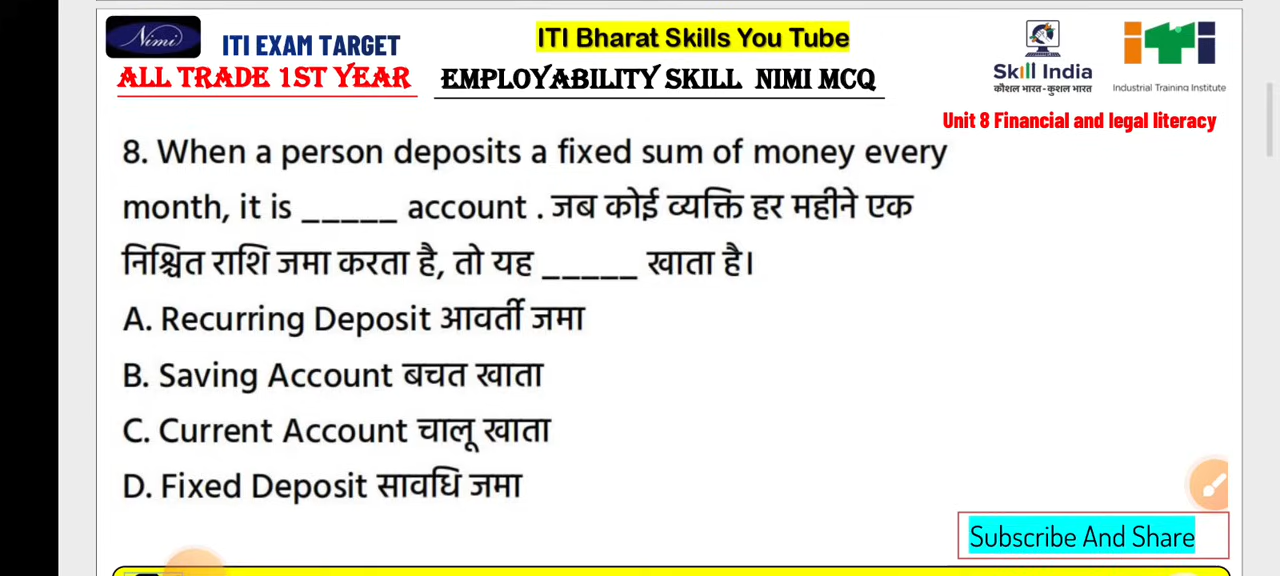 Nimi
ITI EXAM TARGET
ALL TRADE 1ST YEAR
ITI Bharat Skills You Tube
EMPLOYABILITY SKILL NIMI MCQ
Skill India
कौशल भारत-कुशल भारत
iTi
Industrial Training Institute
Unit 8 Financial and legal literacy
8. When a person deposits a fixed sum of money every
month, it is _____ account . जब कोई व्यक्ति हर महीने एक
निश्चित राशि जमा करता है, तो यह _____ खाता है।
A. Recurring Deposit आवर्ती जमा
B. Saving Account बचत खाता
C. Current Account चालू खाता
D. Fixed Deposit सावधि जमा
Subscribe And Share